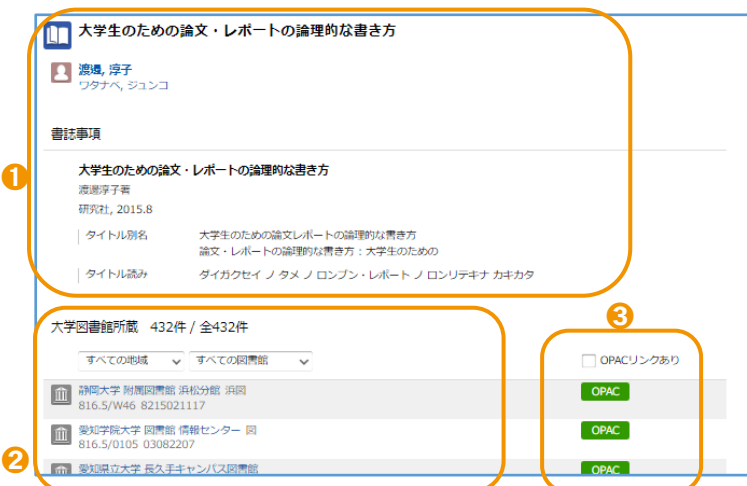 大学生のための論文・レポートの論理的な書き方
渡邊, 淳子
ワタナベ, ジュンコ
書誌事項
❶
大学生のための論文・レポートの論理的な書き方
渡邊淳子著
研究社, 2015.8
タイトル別名 大学生のための論文レポートの論理的な書き方
論文・レポートの論理的な書き方 : 大学生のための
タイトル読み ダイガクセイ ノ タメ ノ ロンブン・レポート ノ ロンリテキナ カキカタ
❸
大学図書館所蔵 432件 / 全432件
すべての地域 すべての図書館 OPACリンクあり
静岡大学 附属図書館 浜松分館 浜図 OPAC
816.5/W46 8215021117
愛知学院大学 図書館 情報センター 図 OPAC
816.5/0105 03082207
❷
愛知県立大学 長久手キャンパス図書館 OPAC